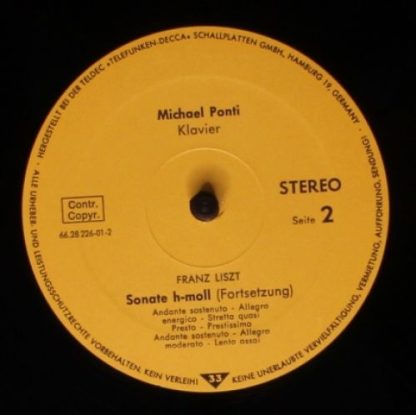 HERGESTELLT BEI DER TELDEC »TELEFUNKEN-DECCA« SCHALLPLATTEN GMBH, HAMBURG 19, GERMANY -
Michael Ponti
Klavier
STEREO
Seite 2
Contr.
Copyr.
66.28 226-01-2
FRANZ LISZT
Sonate h-moll (Fortsetzung)
Andante sostenuto - Allegro
energico - Stretta quasi
Presto - Prestissimo
Andante sostenuto - Allegro
moderato - Lento assai
- ALLE URHEBER- UND LEISTUNGSSCHUTZRECHTE VORBEHALTEN. KEIN VERLEIH!
33
KEINE UNERLAUBTE VERVIELFÄLTIGUNG, VERMIETUNG, AUFFÜHRUNG, SENDUNG!